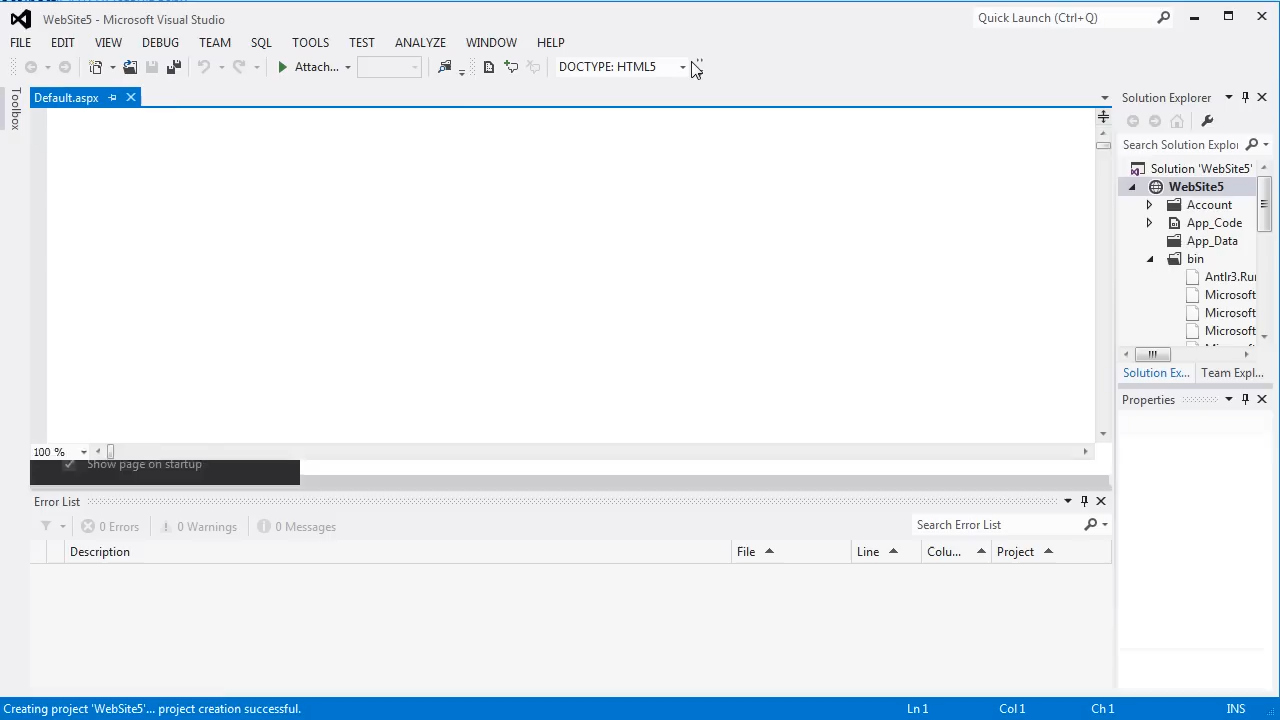 WebSite5 - Microsoft Visual Studio
Quick Launch (Ctrl+Q)
FILE EDIT VIEW DEBUG TEAM SQL TOOLS TEST ANALYZE WINDOW HELP
Attach... DOCTYPE: HTML5
Toolbox
Default.aspx
Solution Explorer
Search Solution Explor
Solution 'WebSite5'
WebSite5
Account
App_Code
App_Data
bin
Antlr3.Ru
Microsoft
Microsoft
Microsoft
Solution Ex... Team Expl...
Properties
100 %
Show page on startup
Error List
0 Errors 0 Warnings 0 Messages
Search Error List
Description File Line Colu... Project
Creating project 'WebSite5'... project creation successful.
Ln 1 Col 1 Ch 1 INS